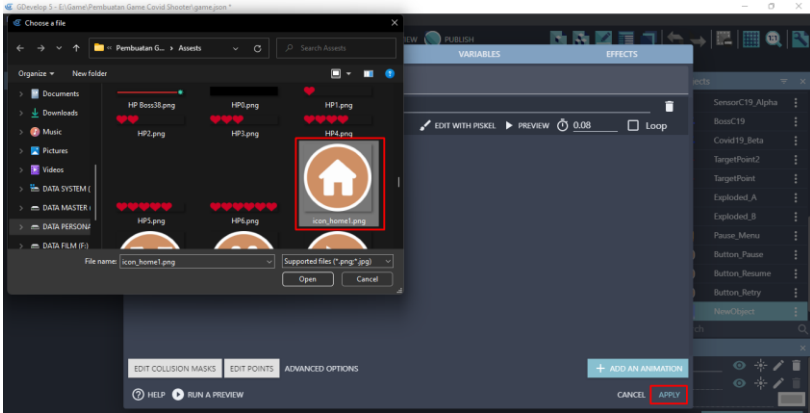 GDevelop 5 - E:\Game\Pembuatan Game Covid Shooter\game.json *
Choose a file
Pembuatan G... > Assests
Search Assests
PUBLISH
Organize
New folder
VARIABLES
EFFECTS
Documents
Downloads
Music
Pictures
Videos
DATA SYSTEM (
DATA MASTER
DATA PERSONA
DATA FILM (F:)
HP Boss38.png
HP0.png
HP1.png
HP2.png
HP3.png
HP4.png
HP5.png
HP6.png
icon_home1.png
File name:
icon_home1.png
Supported files (*.png;*.jpg)
Open
Cancel
EDIT WITH PISKEL
PREVIEW
0.08
Loop
SensorC19_Alpha
BossC19
Covid19_Beta
TargetPoint2
TargetPoint
Exploded_A
Exploded_B
Pause_Menu
Button_Pause
Button_Resume
Button_Retry
NewObject
EDIT COLLISION MASKS
EDIT POINTS
ADVANCED OPTIONS
+ ADD AN ANIMATION
HELP
RUN A PREVIEW
CANCEL
APPLY